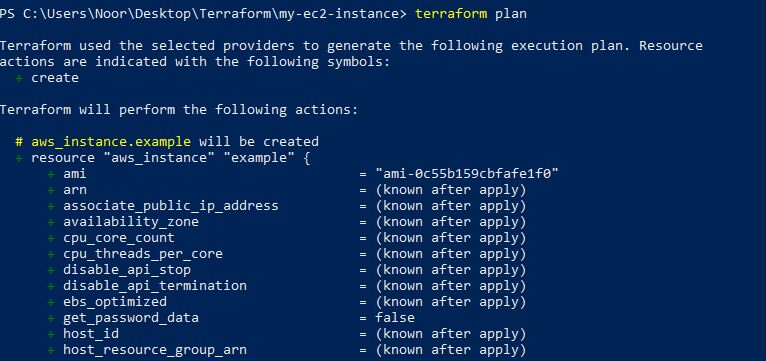 PS C:\Users\Noor\Desktop\Terraform\my-ec2-instance> terraform plan
Terraform used the selected providers to generate the following execution plan. Resource
actions are indicated with the following symbols:
+ create
Terraform will perform the following actions:
# aws_instance.example will be created
+ resource "aws_instance" "example" {
+ ami = "ami-0c55b159cbfafe1f0"
+ arn = (known after apply)
+ associate_public_ip_address = (known after apply)
+ availability_zone = (known after apply)
+ cpu_core_count = (known after apply)
+ cpu_threads_per_core = (known after apply)
+ disable_api_stop = (known after apply)
+ disable_api_termination = (known after apply)
+ ebs_optimized = (known after apply)
+ get_password_data = false
+ host_id = (known after apply)
+ host_resource_group_arn = (known after apply)